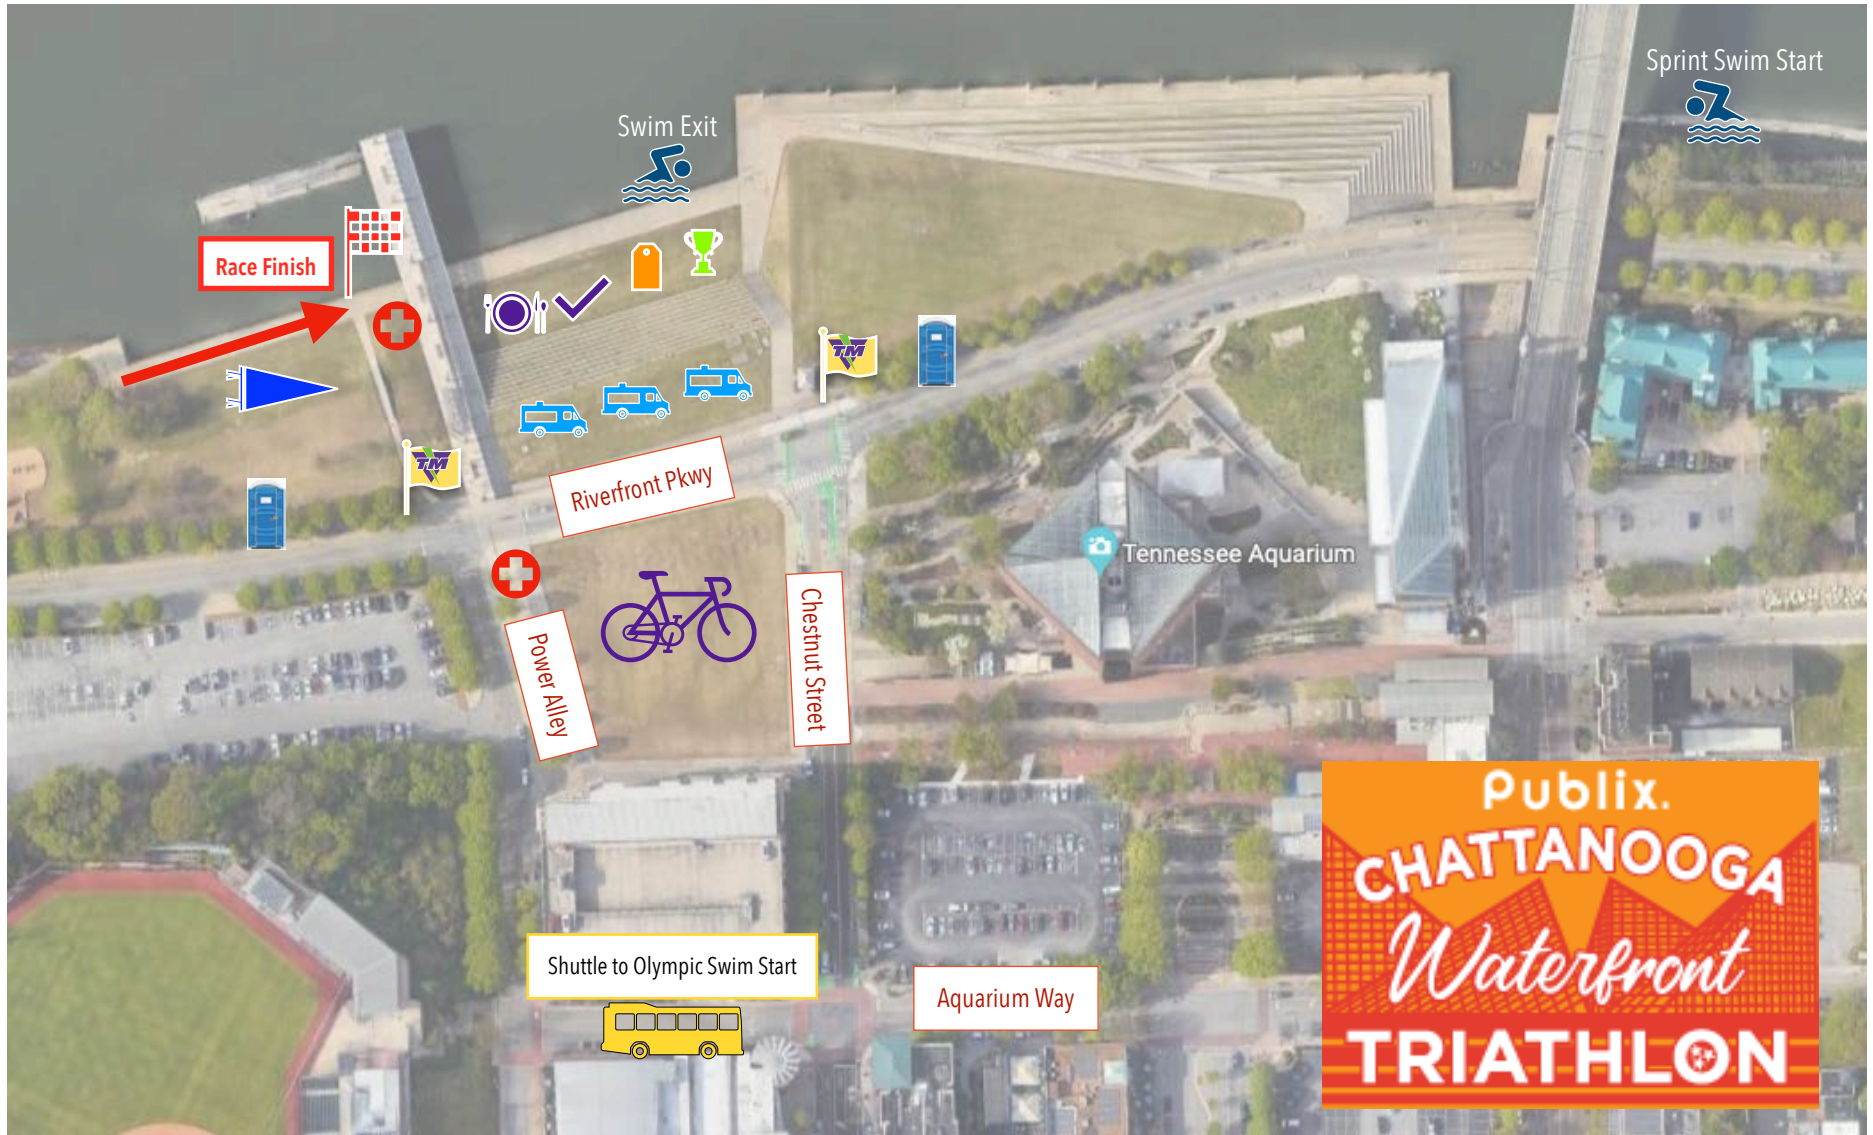 Sprint Swim Start
Swim Exit
Race Finish
TM
TM
Riverfront Pkwy
Tennessee Aquarium
Power Alley
Chestnut Street
Shuttle to Olympic Swim Start
Aquarium Way
Publix.
CHATTANOOGA
Waterfront
TRIATHLON